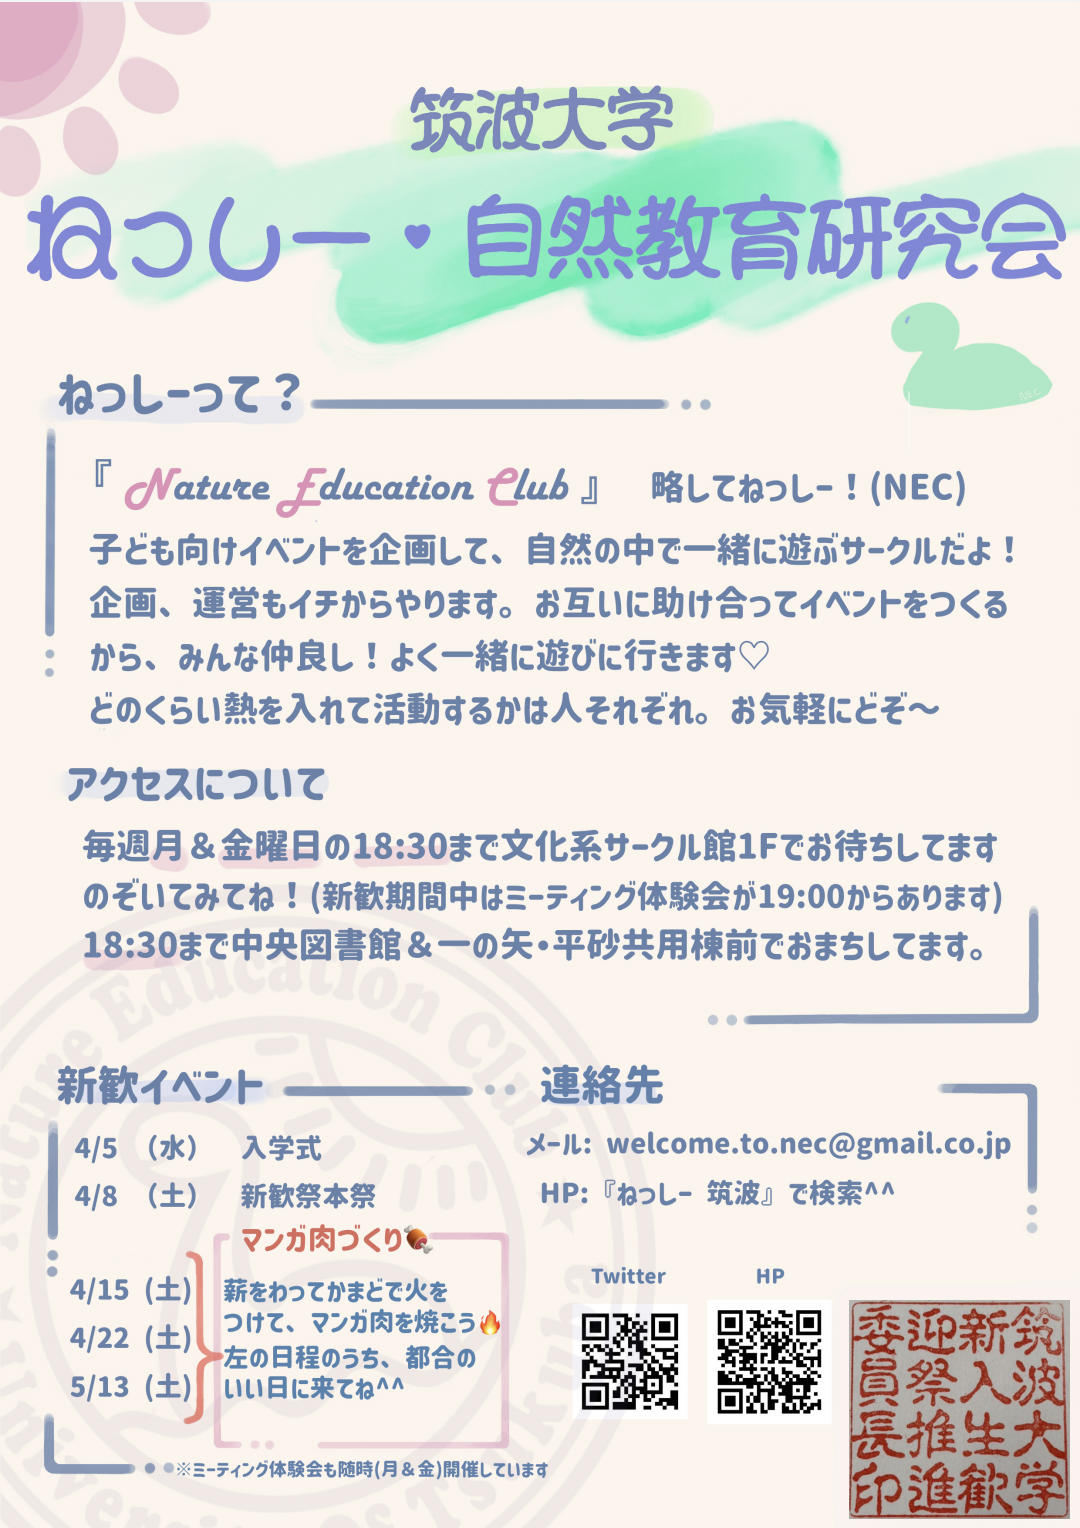 筑波大学
ねっしー・♥自然教育研究会
ねっしーって？
『 Nature Education Club 』 略してねっしー！(NEC)
子ども向けイベントを企画して、自然の中で一緒に遊ぶサークルだよ！
企画、運営もイチからやります。お互いに助け合ってイベントをつくる
から、みんな仲良し！よく一緒に遊びに行きます♡
どのくらい熱を入れて活動するかは人それぞれ。お気軽にどぞ〜
アクセスについて
毎週月＆金曜日の18:30まで文化系サークル館1Fでお待ちしてます
のぞいてみてね！(新歓期間中はミーティング体験会が19:00からあります)
18:30まで中央図書館＆一の矢・平砂共用棟前でおまちしてます。
新歓イベント
4/5 （水） 入学式
4/8 （土） 新歓祭本祭
マンガ肉づくり🍖
4/15 (土)
4/22 (土)
5/13 (土)
薪をわってかまどで火を
つけて、マンガ肉を焼こう🔥
左の日程のうち、都合の
いい日に来てね^^
※ミーティング体験会も随時(月＆金)開催しています
連絡先
メール: welcome.to.nec@gmail.co.jp
HP:『ねっしー 筑波』で検索^^
Twitter
HP
筑波大学
新入生歓
迎祭推進
委員長印
Nature Education Club
University Of Tsukuba
NEC